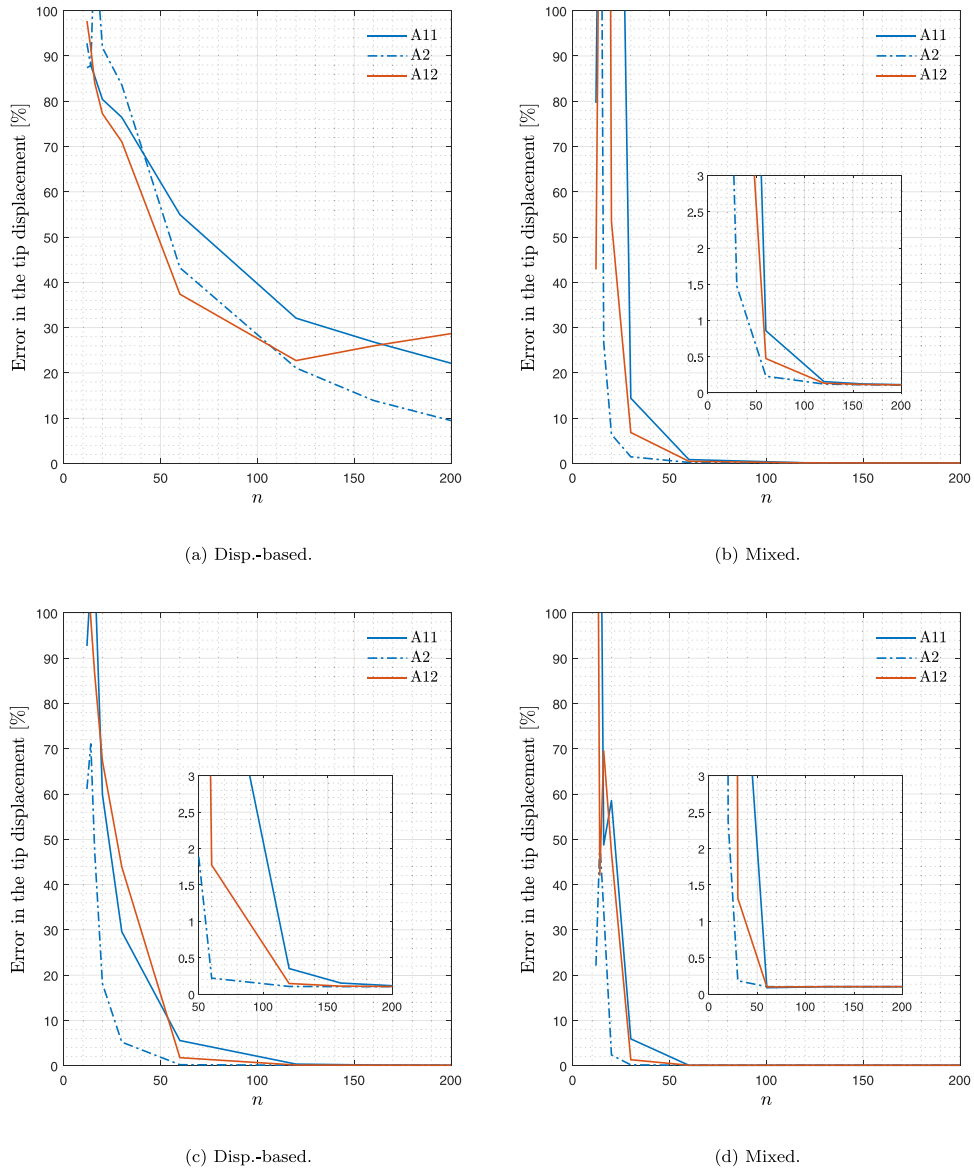 100
90
80
70
60
50
40
30
20
10
0
0 50 100 150 200
Error in the tip displacement [%]
n
A11
A2
A12
(a) Disp.-based.
100
90
80
70
60
50
40
30
20
10
0
0 50 100 150 200
Error in the tip displacement [%]
n
A11
A2
A12
3
2.5
2
1.5
1
0.5
0
0 50 100 150 200
(b) Mixed.
100
90
80
70
60
50
40
30
20
10
0
0 50 100 150 200
Error in the tip displacement [%]
n
A11
A2
A12
3
2.5
2
1.5
1
0.5
0
50 100 150 200
(c) Disp.-based.
100
90
80
70
60
50
40
30
20
10
0
0 50 100 150 200
Error in the tip displacement [%]
n
A11
A2
A12
3
2.5
2
1.5
1
0.5
0
0 50 100 150 200
(d) Mixed.